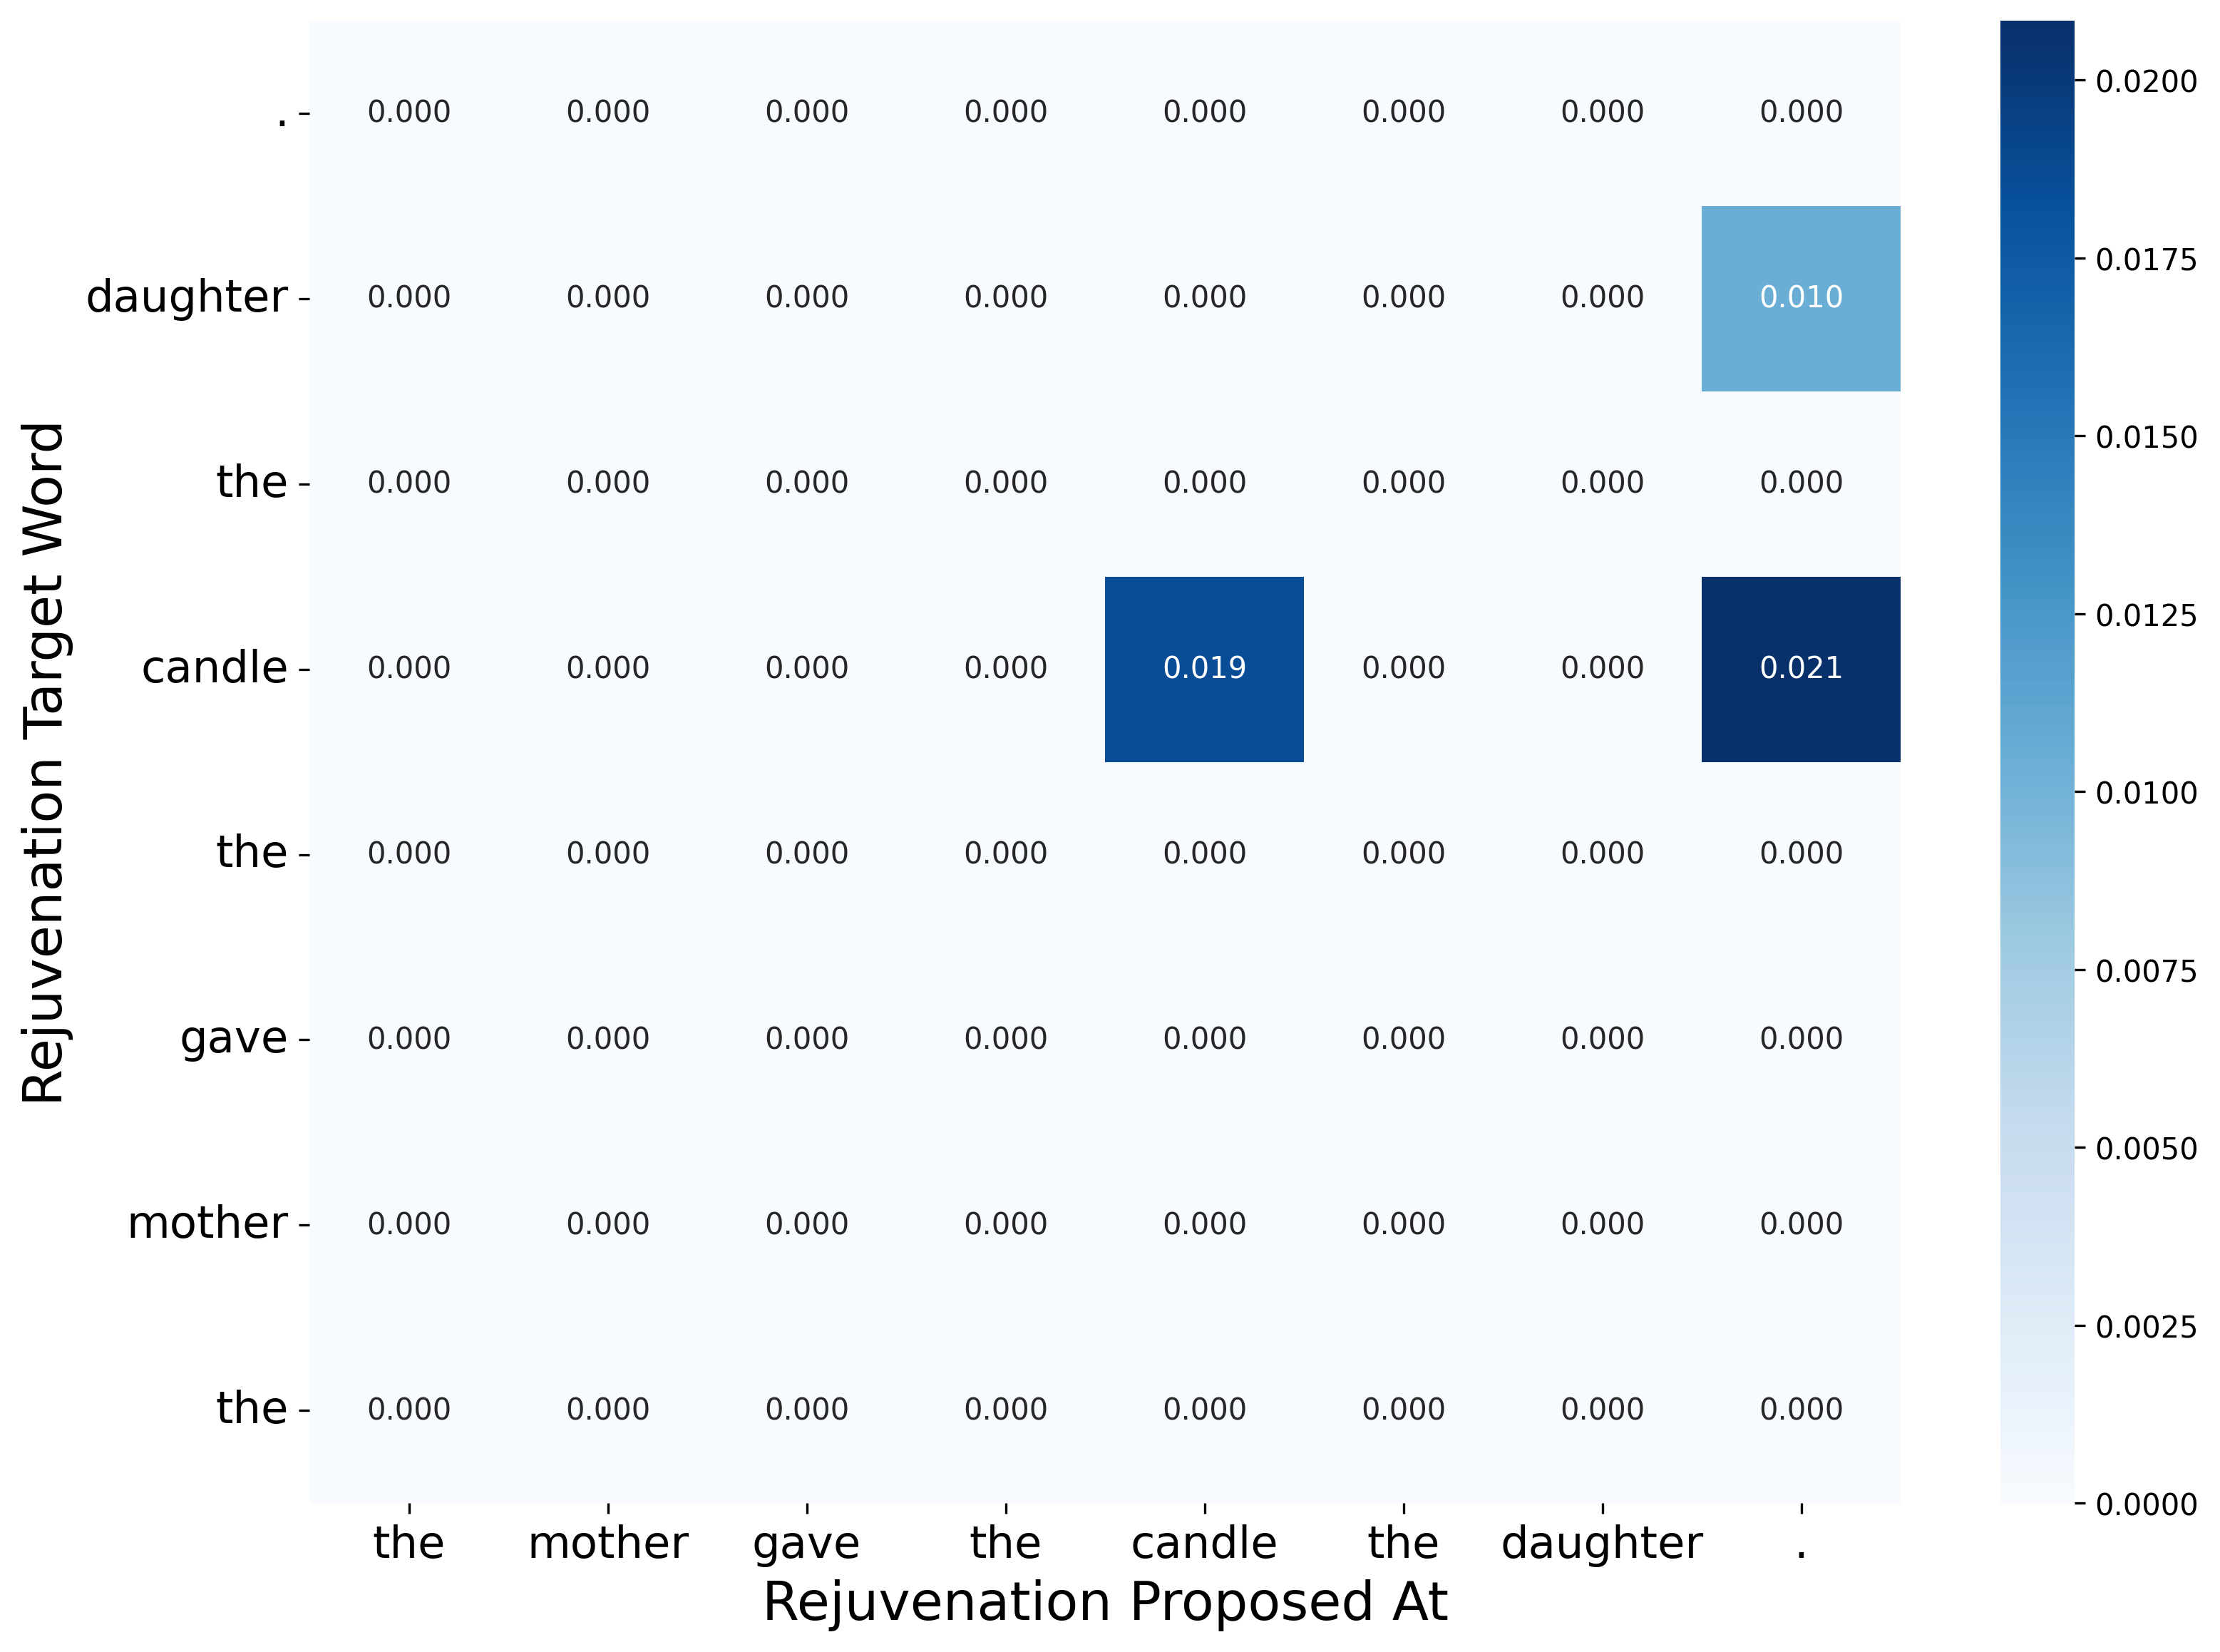 . 0.000 0.000 0.000 0.000 0.000 0.000 0.000 0.000
daughter 0.000 0.000 0.000 0.000 0.000 0.000 0.000 0.010
the 0.000 0.000 0.000 0.000 0.000 0.000 0.000 0.000
candle 0.000 0.000 0.000 0.000 0.019 0.000 0.000 0.021
the 0.000 0.000 0.000 0.000 0.000 0.000 0.000 0.000
gave 0.000 0.000 0.000 0.000 0.000 0.000 0.000 0.000
mother 0.000 0.000 0.000 0.000 0.000 0.000 0.000 0.000
the 0.000 0.000 0.000 0.000 0.000 0.000 0.000 0.000
the mother gave the candle the daughter .
Rejuvenation Proposed At
Rejuvenation Target Word
0.0200
0.0175
0.0150
0.0125
0.0100
0.0075
0.0050
0.0025
0.0000